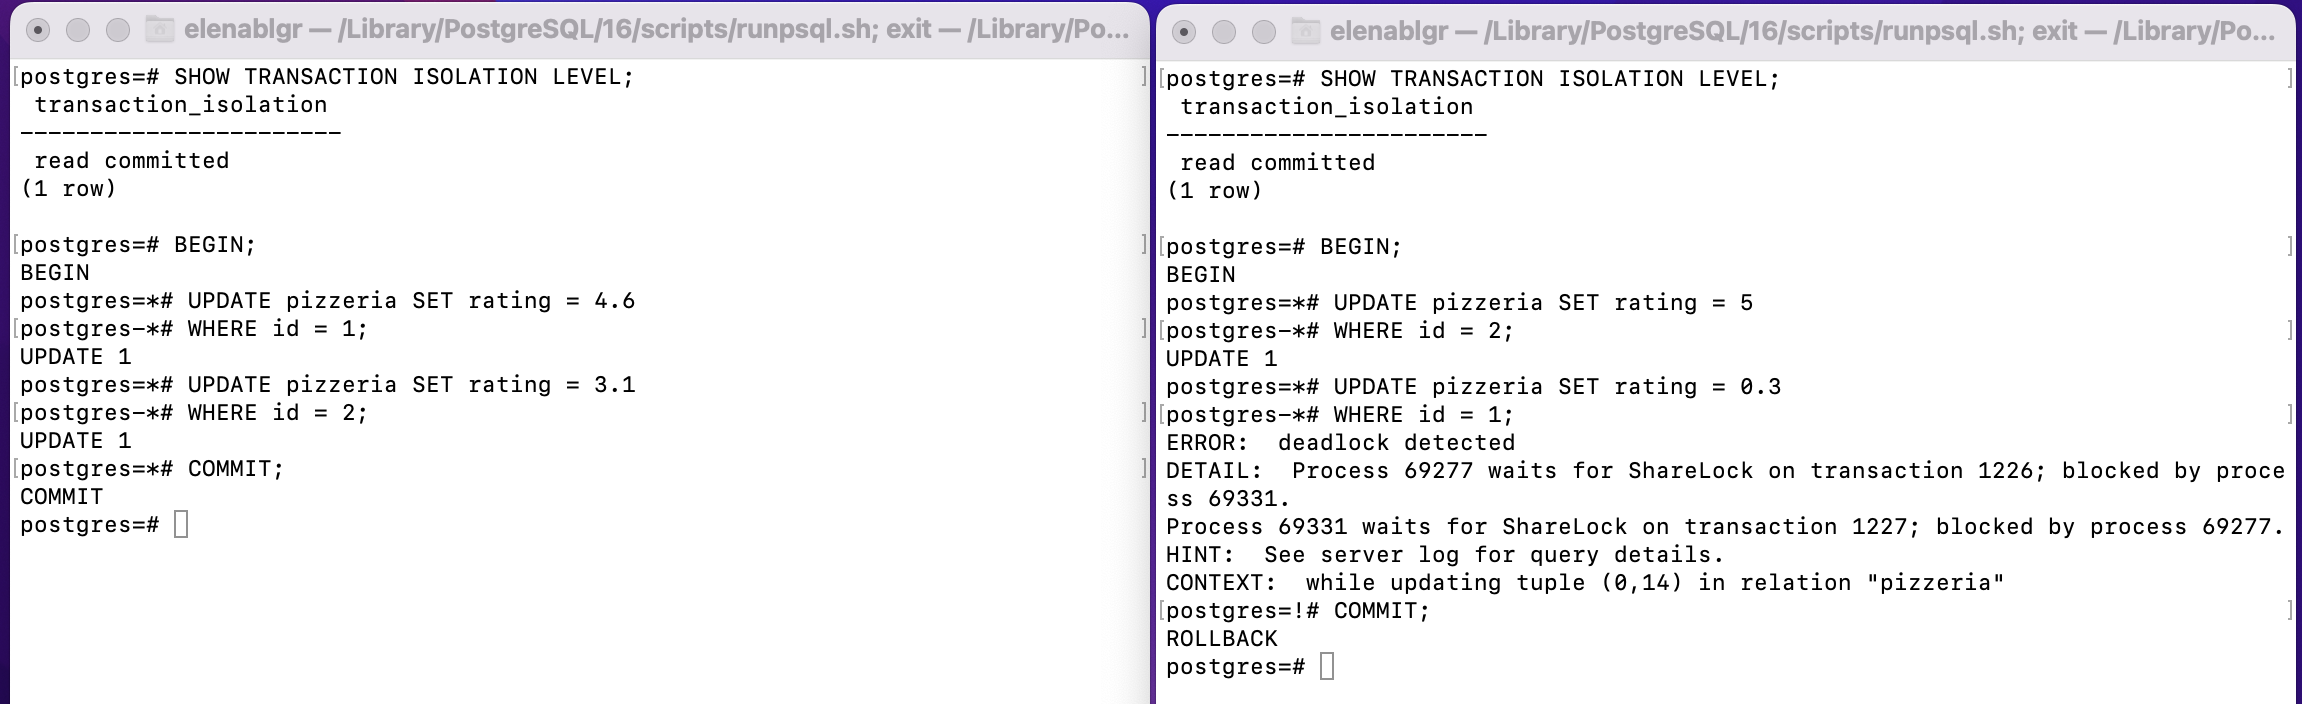 elenablgr — /Library/PostgreSQL/16/scripts/runpsql.sh; exit — /Library/Po...
[postgres=# SHOW TRANSACTION ISOLATION LEVEL; ]
 transaction_isolation
-----------------------
 read committed
(1 row)
[postgres=# BEGIN; ]
BEGIN
postgres=*# UPDATE pizzeria SET rating = 4.6
[postgres-*# WHERE id = 1; ]
UPDATE 1
postgres=*# UPDATE pizzeria SET rating = 3.1
[postgres-*# WHERE id = 2; ]
UPDATE 1
[postgres=*# COMMIT; ]
COMMIT
postgres=#
elenablgr — /Library/PostgreSQL/16/scripts/runpsql.sh; exit — /Library/Po...
[postgres=# SHOW TRANSACTION ISOLATION LEVEL; ]
 transaction_isolation
-----------------------
 read committed
(1 row)
[postgres=# BEGIN; ]
BEGIN
postgres=*# UPDATE pizzeria SET rating = 5
[postgres-*# WHERE id = 2; ]
UPDATE 1
postgres=*# UPDATE pizzeria SET rating = 0.3
[postgres-*# WHERE id = 1; ]
ERROR:  deadlock detected
DETAIL:  Process 69277 waits for ShareLock on transaction 1226; blocked by proce
ss 69331.
Process 69331 waits for ShareLock on transaction 1227; blocked by process 69277.
HINT:  See server log for query details.
CONTEXT:  while updating tuple (0,14) in relation "pizzeria"
[postgres=!# COMMIT; ]
ROLLBACK
postgres=#